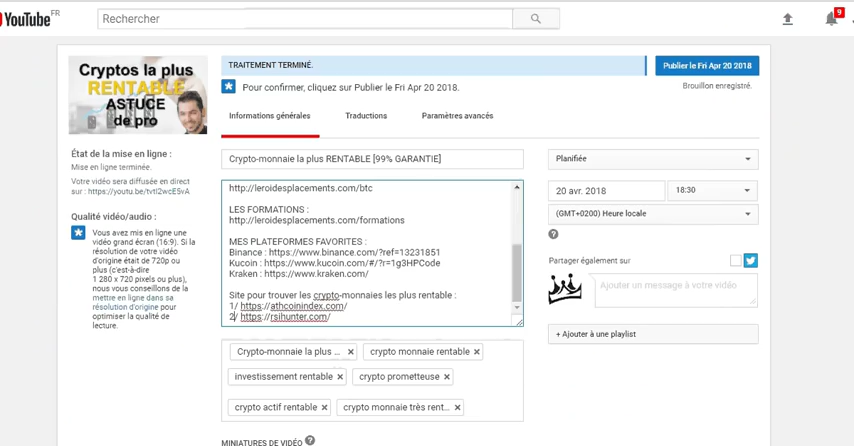 YouTube FR
Rechercher
9
Cryptos la plus
RENTABLE
ASTUCE
de pro
TRAITEMENT TERMINÉ.
Publier le Fri Apr 20 2018
Pour confirmer, cliquez sur Publier le Fri Apr 20 2018.
Brouillon enregistré.
Informations générales
Traductions
Paramètres avancés
État de la mise en ligne :
Mise en ligne terminée.
Votre vidéo sera diffusée en direct
sur : https://youtu.be/tvtl2wcE5vA
Qualité vidéo/audio :
Vous avez mis en ligne une
vidéo grand écran (16:9). Si la
résolution de votre vidéo
d'origine était de 720p ou
plus (c'est-à-dire
1 280 x 720 pixels ou plus),
nous vous conseillons de la
mettre en ligne dans sa
résolution d'origine pour
optimiser la qualité de
lecture.
Crypto-monnaie la plus RENTABLE [99% GARANTIE]
http://leroidesplacements.com/btc
LES FORMATIONS :
http://leroidesplacements.com/formations
MES PLATEFORMES FAVORITES :
Binance : https://www.binance.com/?ref=13231851
Kucoin : https://www.kucoin.com/#/?r=1g3HPCode
Kraken : https://www.kraken.com/
Site pour trouver les crypto-monnaies les plus rentable :
1/ https://athcoinindex.com/
2/ https://rsihunter.com/
Crypto-monnaie la plus ...
crypto monnaie rentable
investissement rentable
crypto prometteuse
crypto actif rentable
crypto monnaie très rent...
MINIATURES DE VIDÉO
Planifiée
20 avr. 2018
18:30
(GMT+0200) Heure locale
Partager également sur
Ajouter un message à votre vidéo
+ Ajouter à une playlist